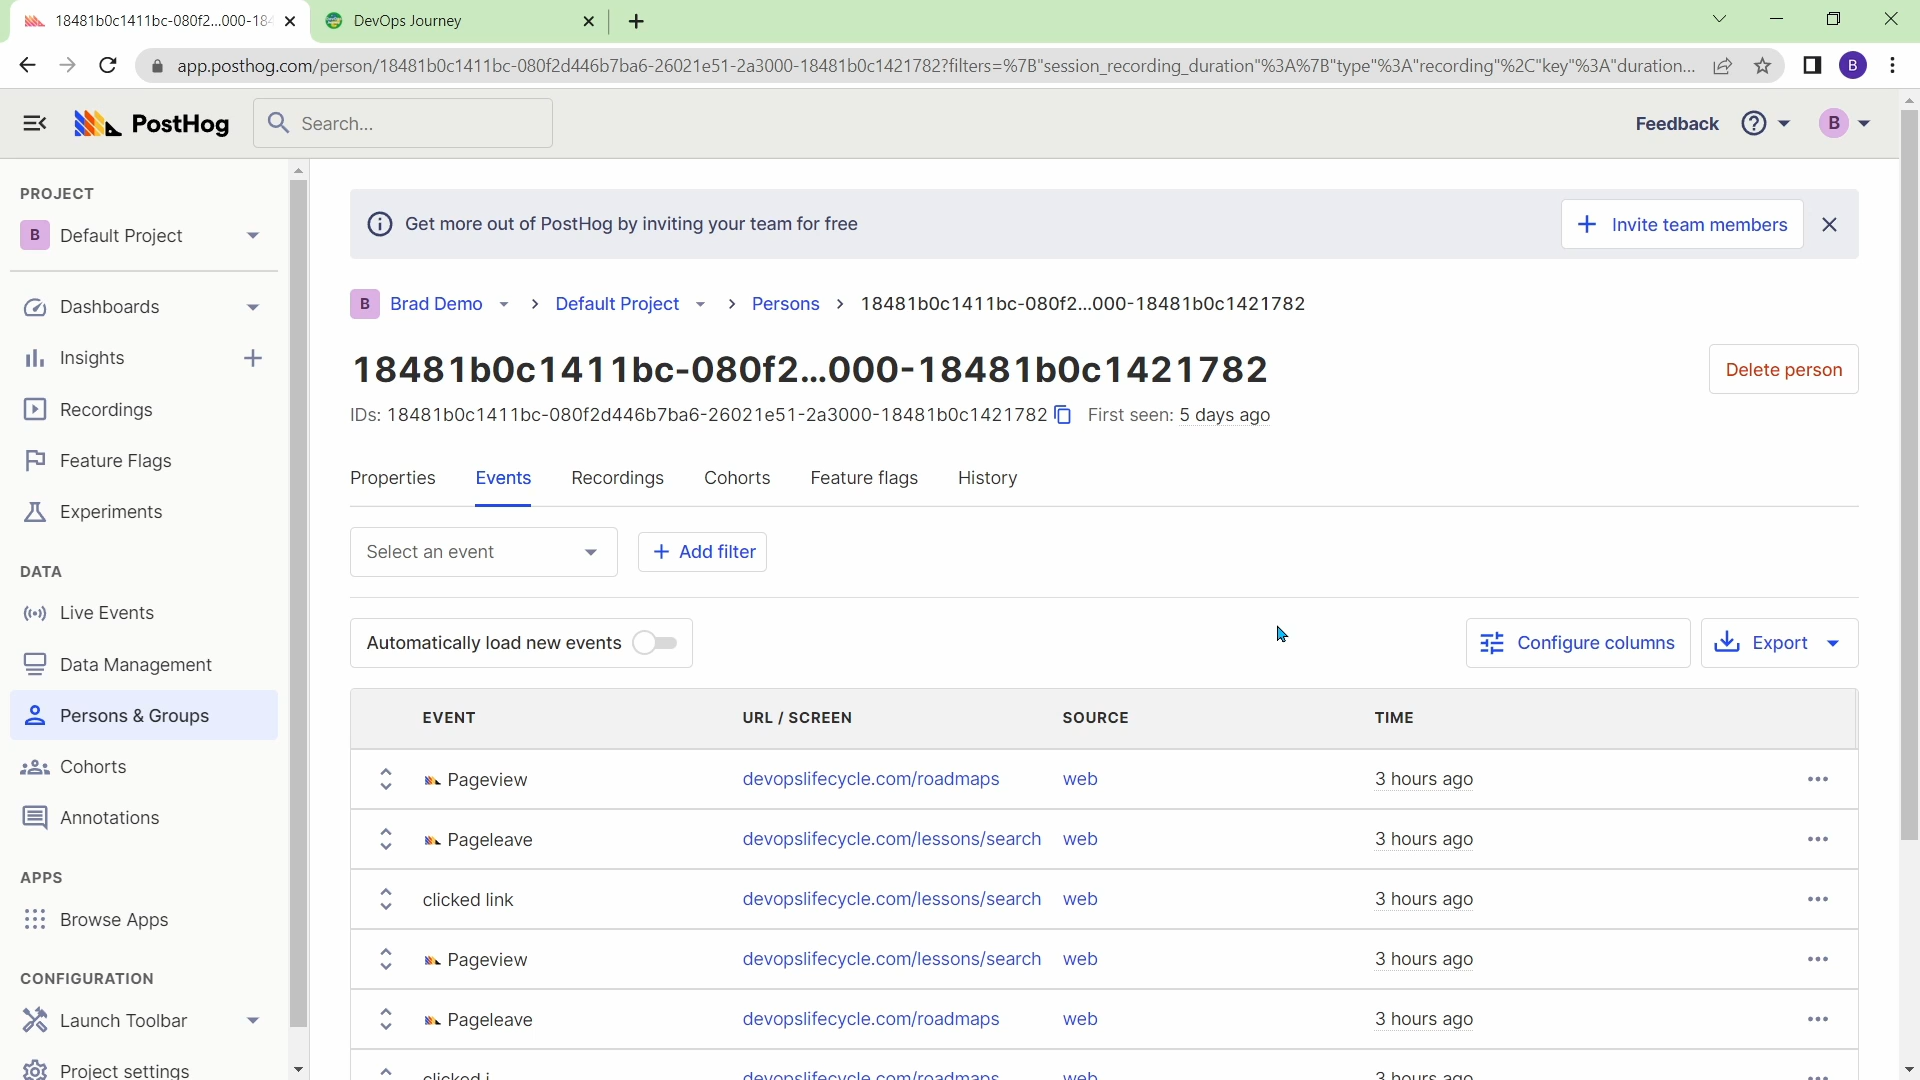 18481b0c1411bc-080f2...000-184
DevOps Journey
app.posthog.com/person/18481b0c1411bc-080f2d446b7ba6-26021e51-2a3000-18481b0c1421782?filters=%7B"session_recording_duration"%3A%7B"type"%3A"recording"%2C"key"%3A"duration...
B
PostHog
Search...
Feedback
B
PROJECT
B Default Project
Dashboards
Insights
Recordings
Feature Flags
Experiments
DATA
Live Events
Data Management
Persons & Groups
Cohorts
Annotations
APPS
Browse Apps
CONFIGURATION
Launch Toolbar
Project settings
Get more out of PostHog by inviting your team for free
Invite team members
B Brad Demo > Default Project > Persons > 18481b0c1411bc-080f2...000-18481b0c1421782
18481b0c1411bc-080f2...000-18481b0c1421782
Delete person
IDs: 18481b0c1411bc-080f2d446b7ba6-26021e51-2a3000-18481b0c1421782 First seen: 5 days ago
Properties Events Recordings Cohorts Feature flags History
Select an event
+ Add filter
Automatically load new events
Configure columns
Export
EVENT URL / SCREEN SOURCE TIME
Pageview devopslifecycle.com/roadmaps web 3 hours ago
Pageleave devopslifecycle.com/lessons/search web 3 hours ago
clicked link devopslifecycle.com/lessons/search web 3 hours ago
Pageview devopslifecycle.com/lessons/search web 3 hours ago
Pageleave devopslifecycle.com/roadmaps web 3 hours ago
clicked i devopslifecycle.com/roadmaps web 3 hours ago